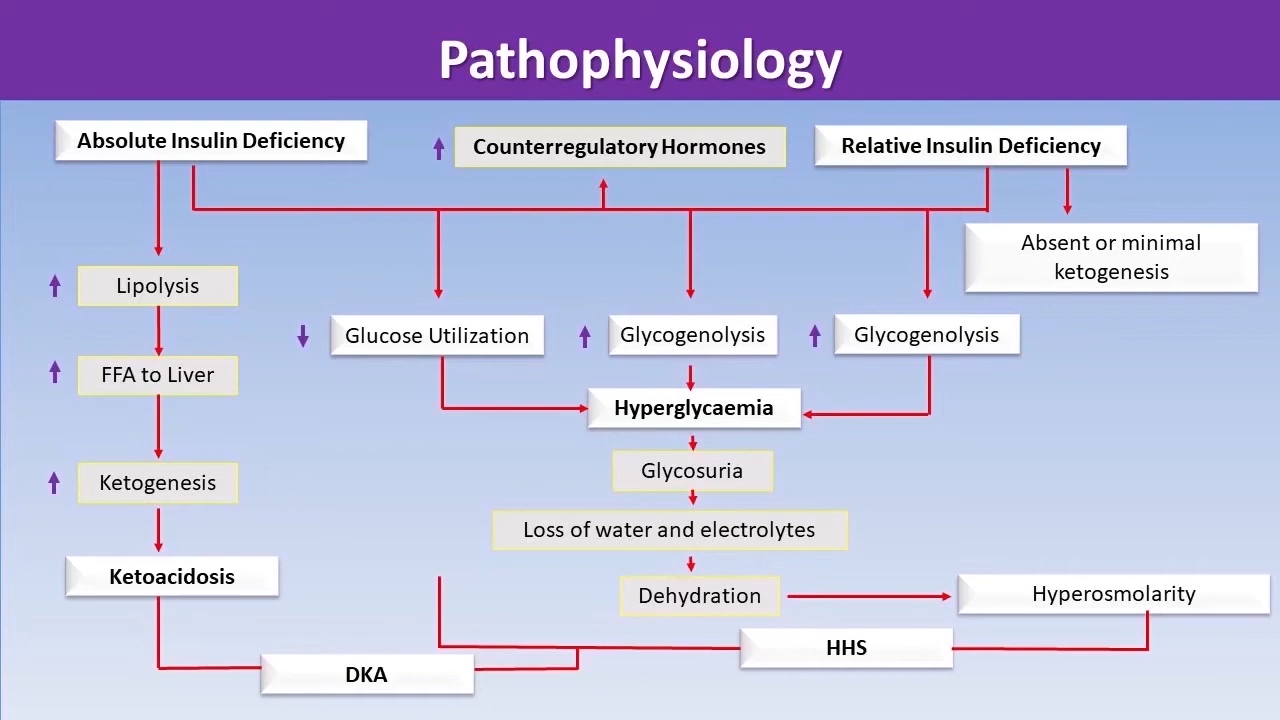 Pathophysiology
Absolute Insulin Deficiency
Counterregulatory Hormones
Relative Insulin Deficiency
Absent or minimal
ketogenesis
Lipolysis
Glucose Utilization
Glycogenolysis
Glycogenolysis
FFA to Liver
Hyperglycaemia
Glycosuria
Ketogenesis
Loss of water and electrolytes
Ketoacidosis
Dehydration
Hyperosmolarity
HHS
DKA